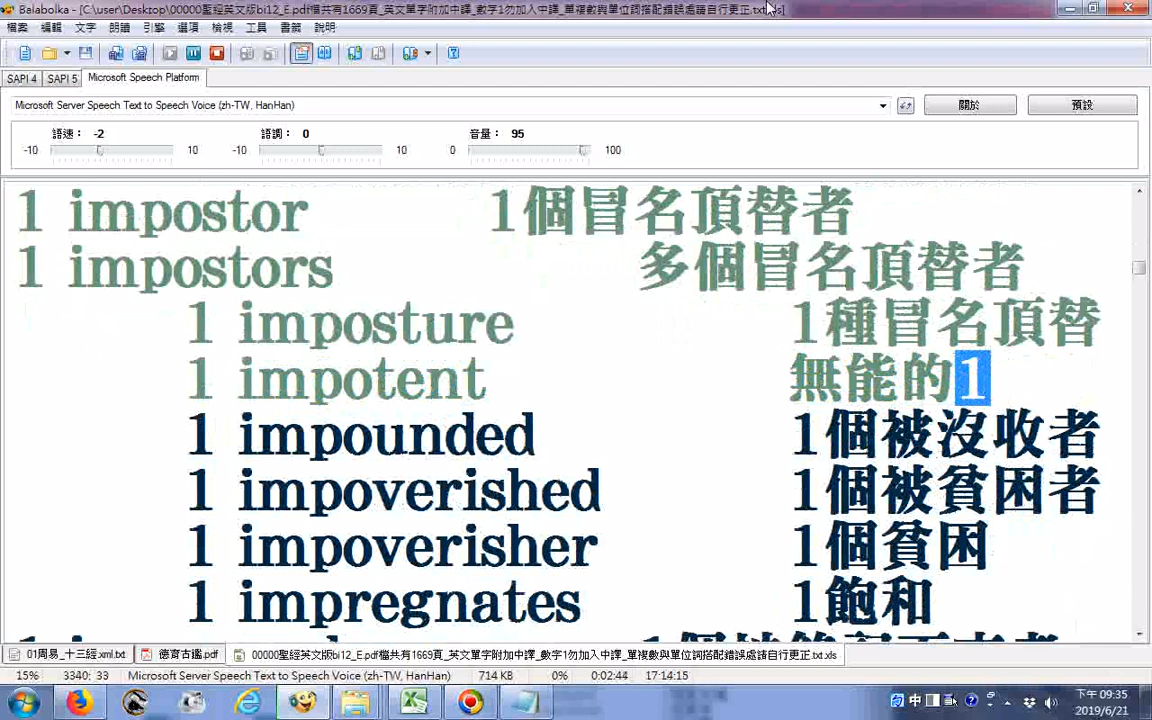 Balabolka - [C:\user\Desktop\00000聖經英文版bi12_E.pdf檔共有1669頁_英文單字附加中譯_數字1勿加入中譯_單複數與單位詞搭配錯誤處請自行更正.txt.xls]
檔案 編輯 文字 朗讀 引擎 選項 檢視 工具 書籤 說明
SAPI 4 SAPI 5 Microsoft Speech Platform
Microsoft Server Speech Text to Speech Voice (zh-TW, HanHan) 關於 預設
語速： -2 語調： 0 音量： 95
-10 10 -10 10 0 100
1 impostor 1個冒名頂替者
1 impostors 多個冒名頂替者
1 imposture 1種冒名頂替
1 impotent 無能的1
1 impounded 1個被沒收者
1 impoverished 1個被貧困者
1 impoverisher 1個貧困
1 impregnates 1飽和
01周易_十三經.xml.txt 德育古鑑.pdf 00000聖經英文版bi12_E.pdf檔共有1669頁_英文單字附加中譯_數字1勿加入中譯_單複數與單位詞搭配錯誤處請自行更正.txt.xls
15% 3340; 33 Microsoft Server Speech Text to Speech Voice (zh-TW, HanHan) 714 KB 0% 0:02:44 17:14:15
中 下午 09:35
2019/6/21